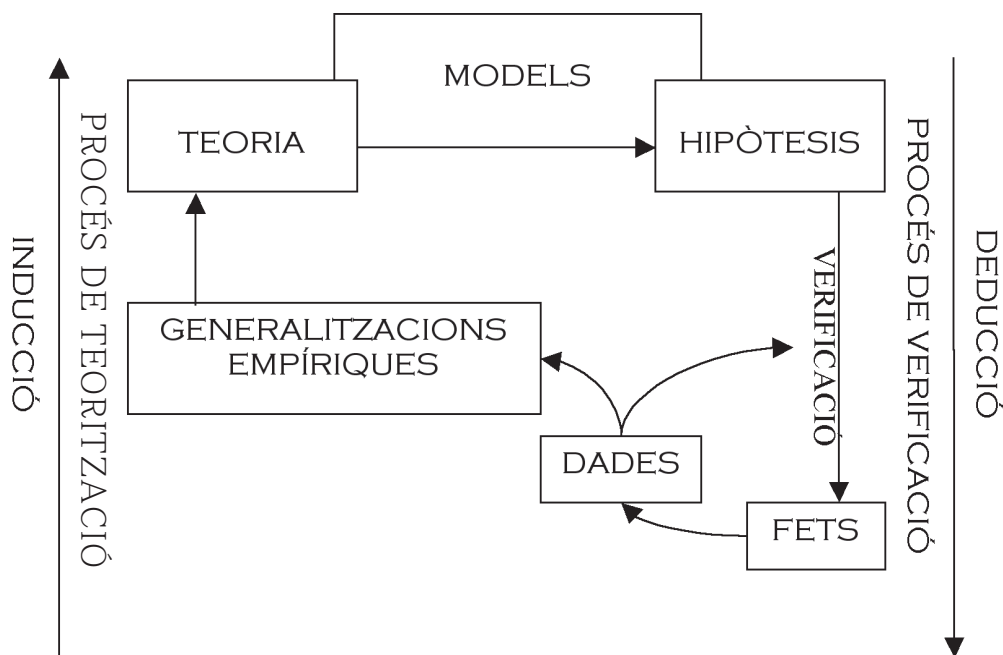 MODELS
TEORIA
HIPÒTESIS
INDUCCIÓ
PROCÉS DE TEORITZACIÓ
GENERALITZACIONS
EMPÍRIQUES
VERIFICACIÓ
PROCÉS DE VERIFICACIÓ
DEDUCCIÓ
DADES
FETS